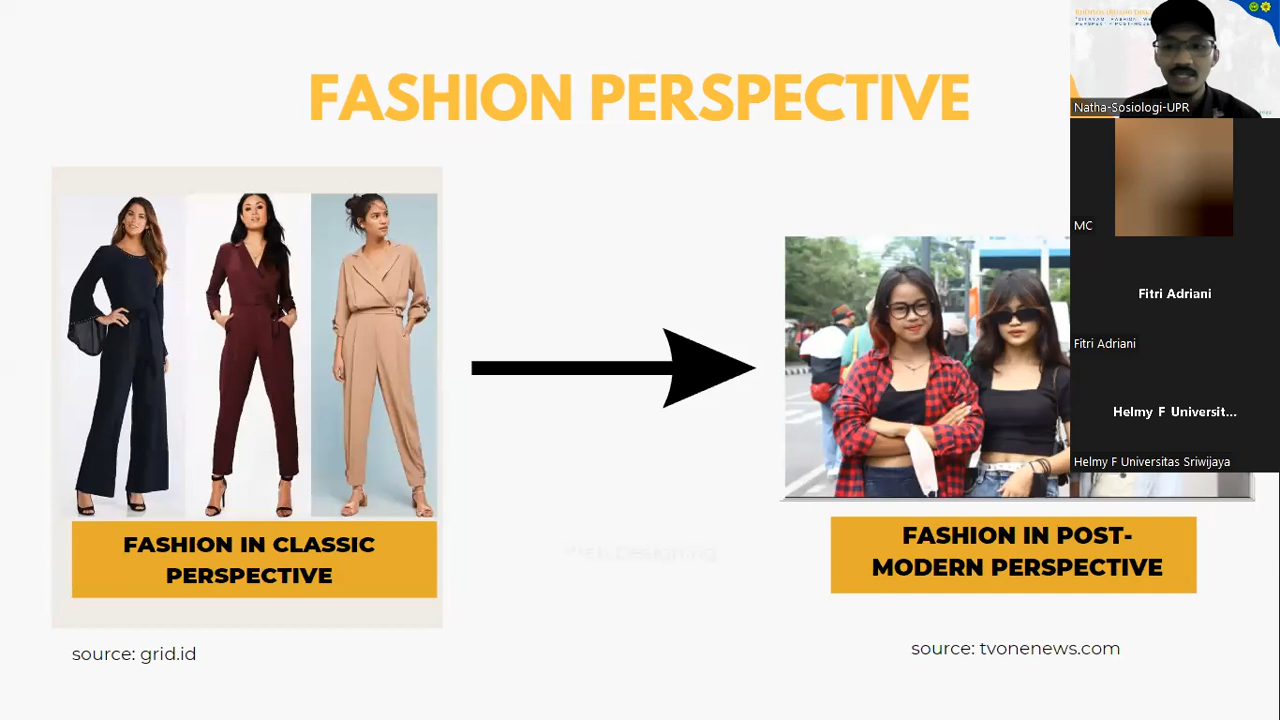 FASHION PERSPECTIVE
FASHION IN CLASSIC
PERSPECTIVE
source: grid.id
FASHION IN POST-
MODERN PERSPECTIVE
source: tvonenews.com
Natha-Sosiologi-UPR
MC
Fitri Adriani
Fitri Adriani
Helmy F Universit...
Helmy F Universitas Sriwijaya